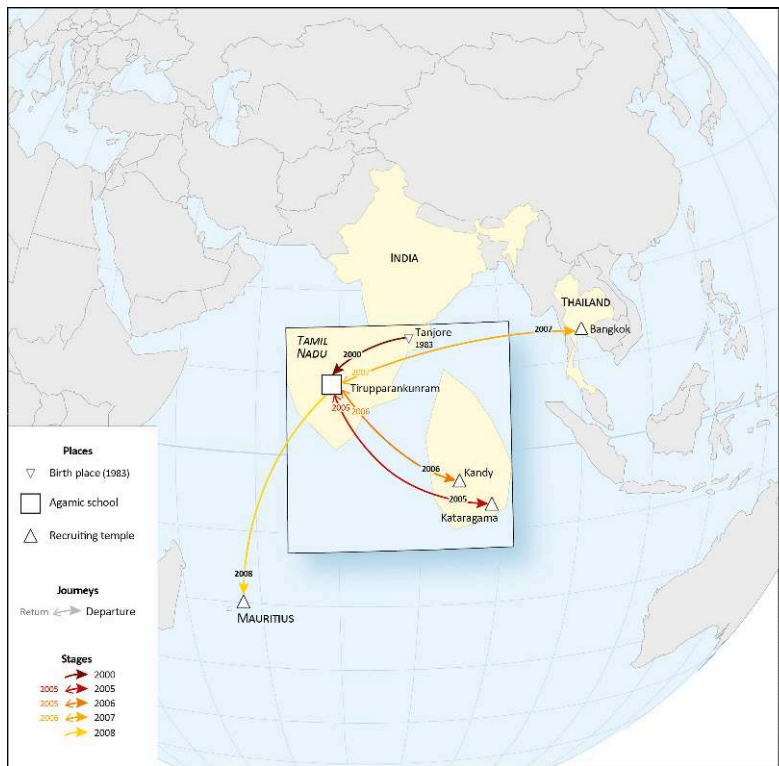 INDIA
THAILAND
Bangkok
2007
TAMIL
NADU
Tanjore
1983
2000
2007
Tirupparankunram
2005
2006
2006
Kandy
2005
Kataragama
2008
MAURITIUS
Places
Birth place (1983)
Agamic school
Recruiting temple
Journeys
Return
Departure
Stages
2000
2005 2005
2005 2006
2006 2007
2008